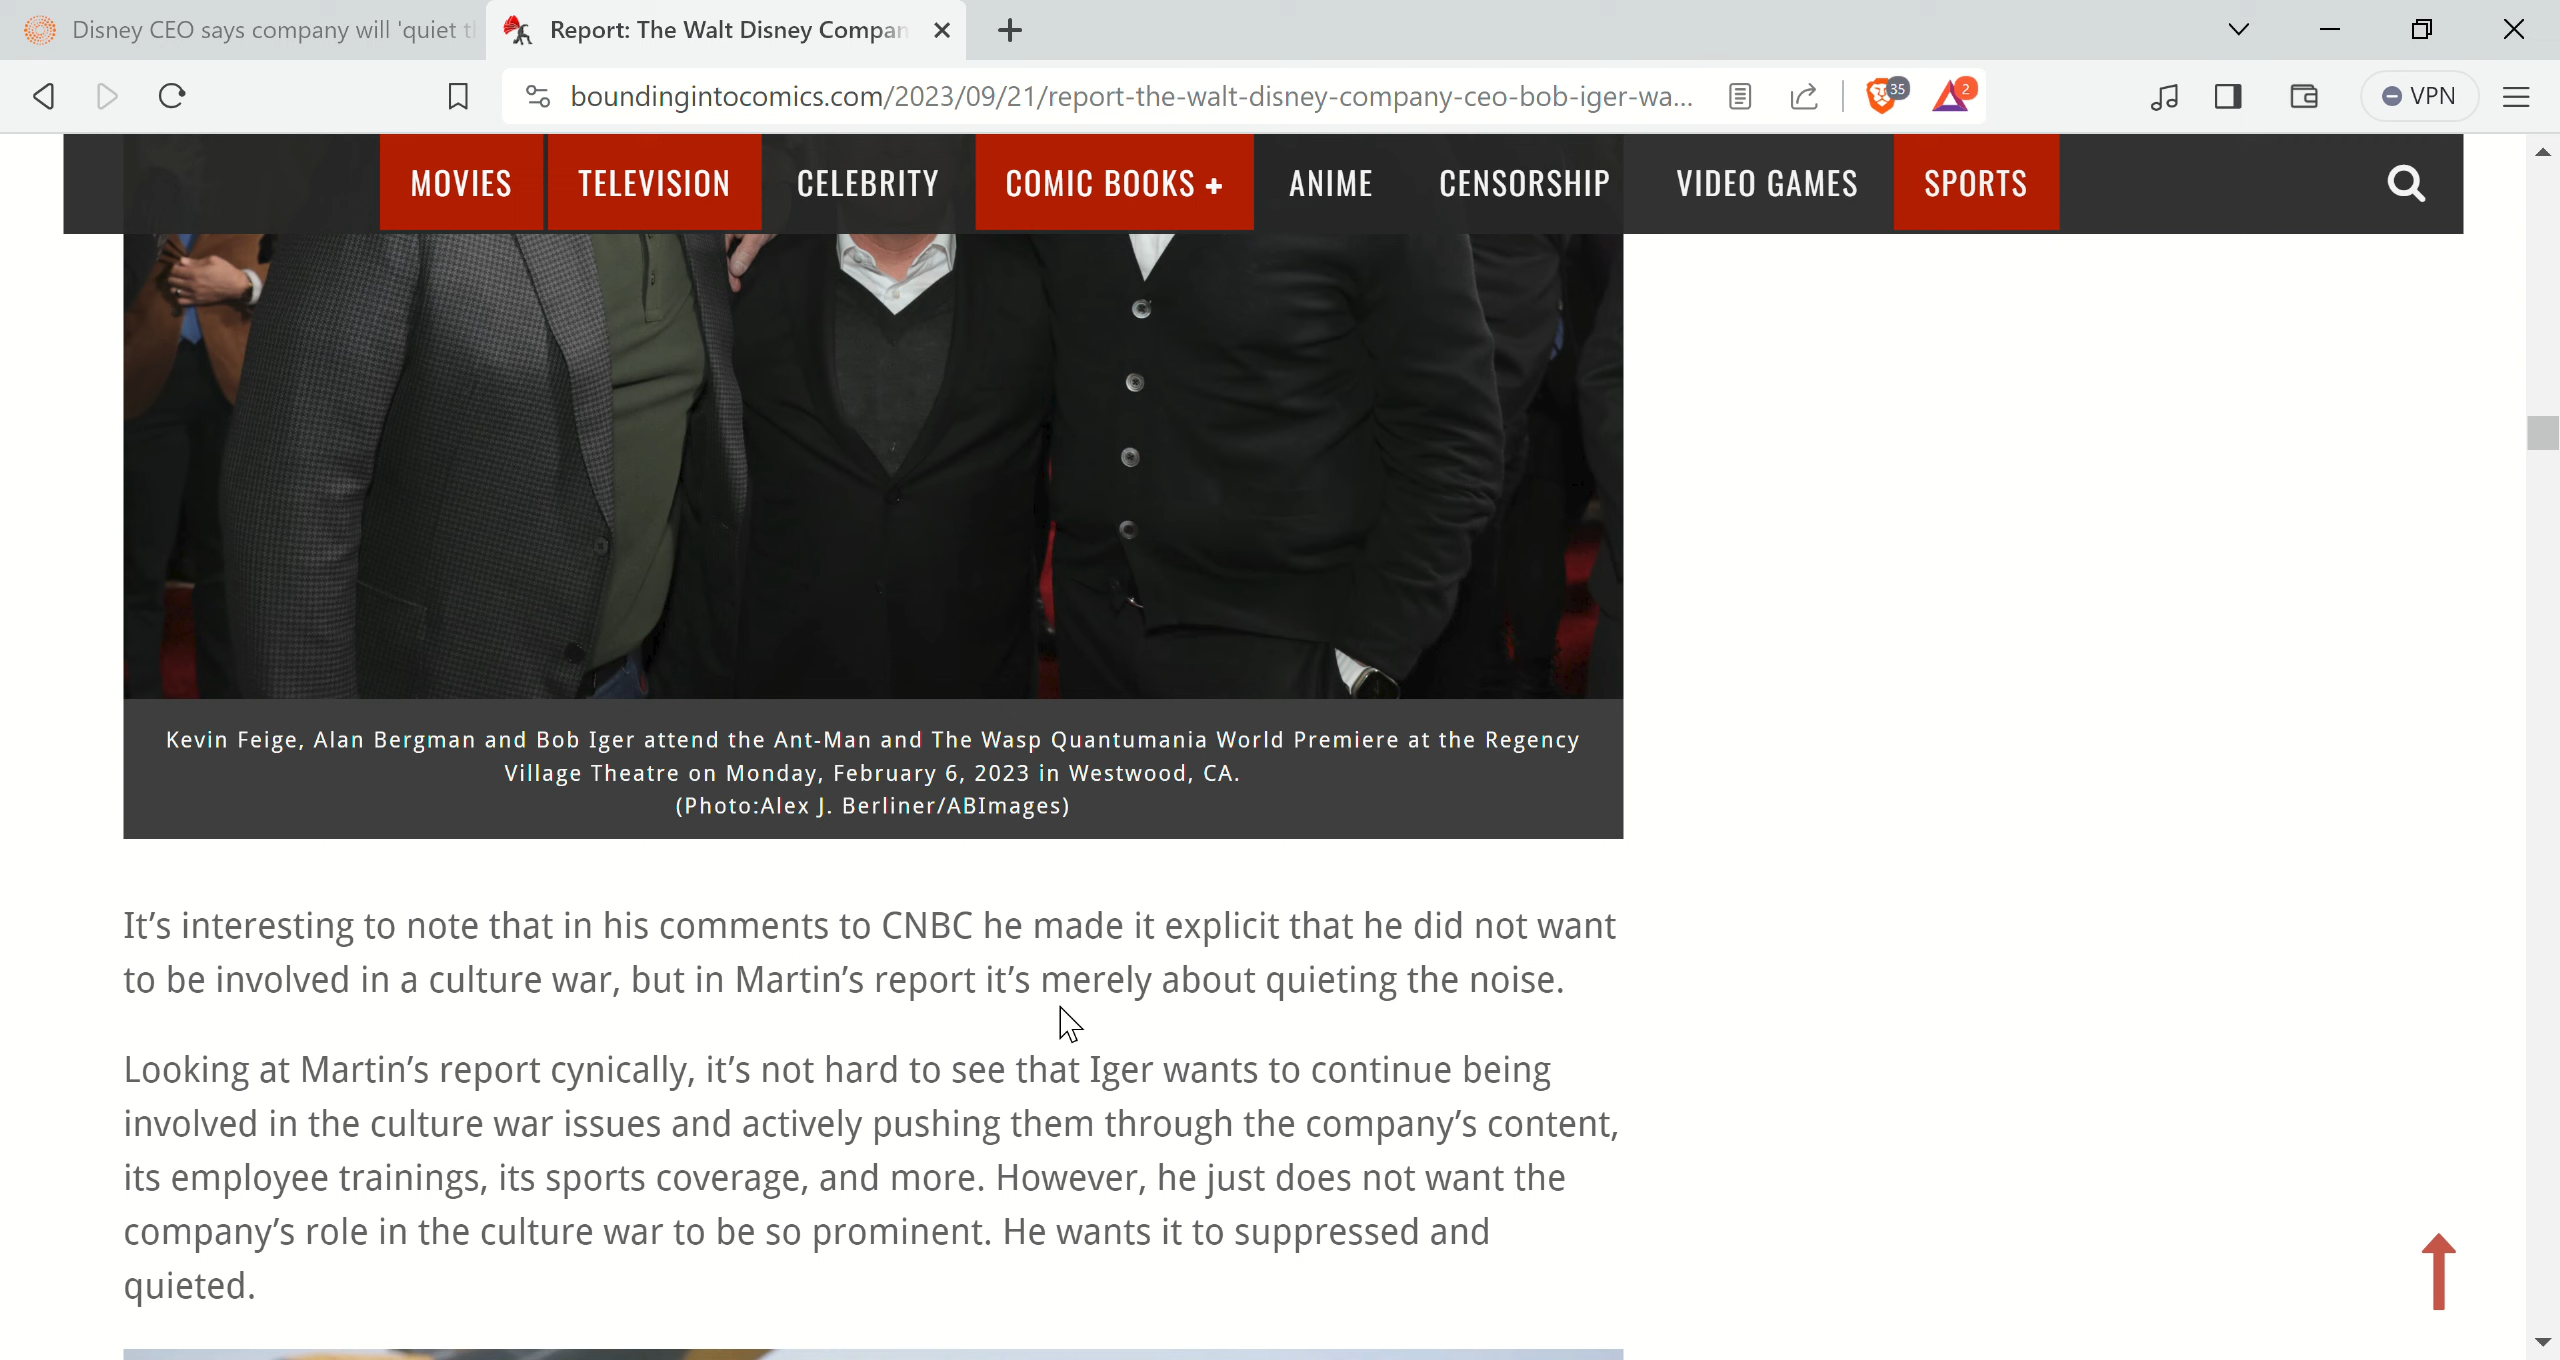 Disney CEO says company will 'quiet t
Report: The Walt Disney Compan
boundingintocomics.com/2023/09/21/report-the-walt-disney-company-ceo-bob-iger-wa...
35
2
VPN
MOVIES
TELEVISION
CELEBRITY
COMIC BOOKS +
ANIME
CENSORSHIP
VIDEO GAMES
SPORTS
Kevin Feige, Alan Bergman and Bob Iger attend the Ant-Man and The Wasp Quantumania World Premiere at the Regency
Village Theatre on Monday, February 6, 2023 in Westwood, CA.
(Photo:Alex J. Berliner/ABImages)
It's interesting to note that in his comments to CNBC he made it explicit that he did not want
to be involved in a culture war, but in Martin's report it's merely about quieting the noise.
Looking at Martin's report cynically, it's not hard to see that Iger wants to continue being
involved in the culture war issues and actively pushing them through the company's content,
its employee trainings, its sports coverage, and more. However, he just does not want the
company's role in the culture war to be so prominent. He wants it to suppressed and
quieted.